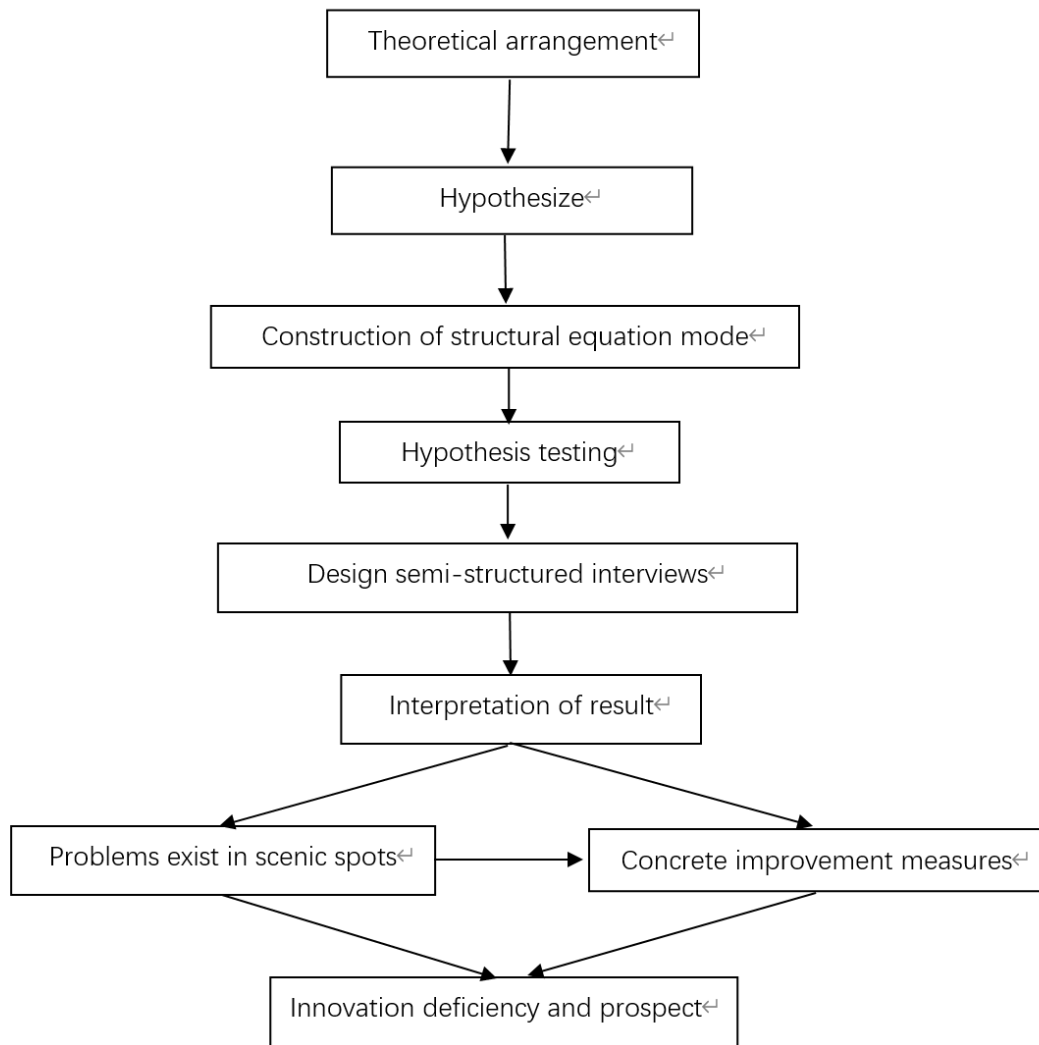 Theoretical arrangement↵
Hypothesize↵
Construction of structural equation mode↵
Hypothesis testing↵
Design semi-structured interviews↵
Interpretation of result↵
Problems exist in scenic spots↵
Concrete improvement measures↵
Innovation deficiency and prospect↵